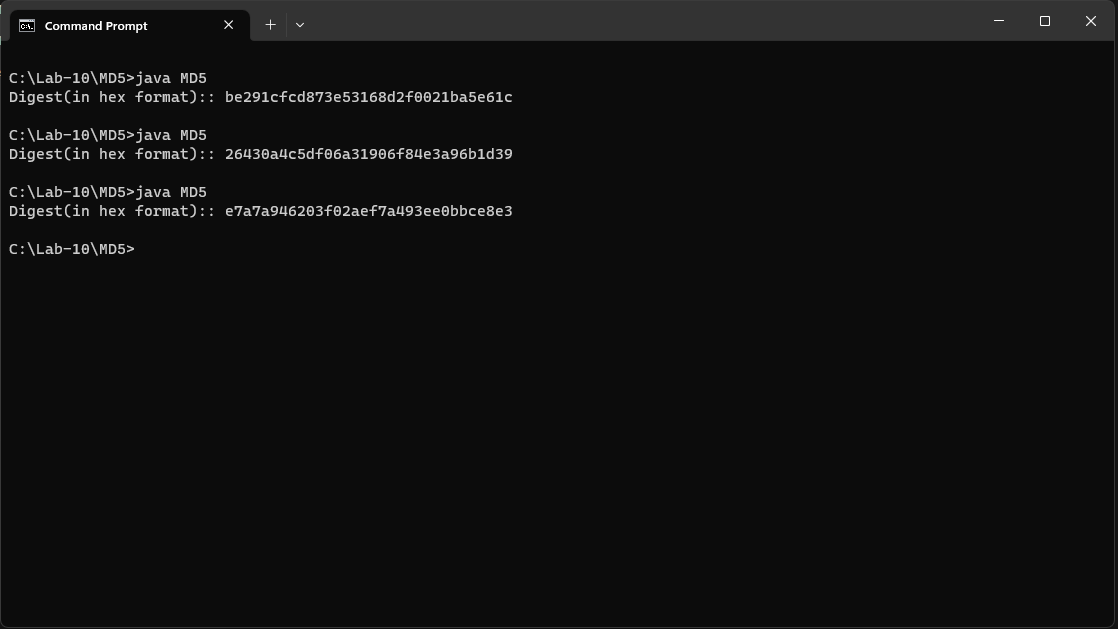 Command Prompt
C:\Lab-10\MD5>java MD5
Digest(in hex format):: be291cfcd873e53168d2f0021ba5e61c
C:\Lab-10\MD5>java MD5
Digest(in hex format):: 26430a4c5df06a31906f84e3a96b1d39
C:\Lab-10\MD5>java MD5
Digest(in hex format):: e7a7a946203f02aef7a493ee0bbce8e3
C:\Lab-10\MD5>